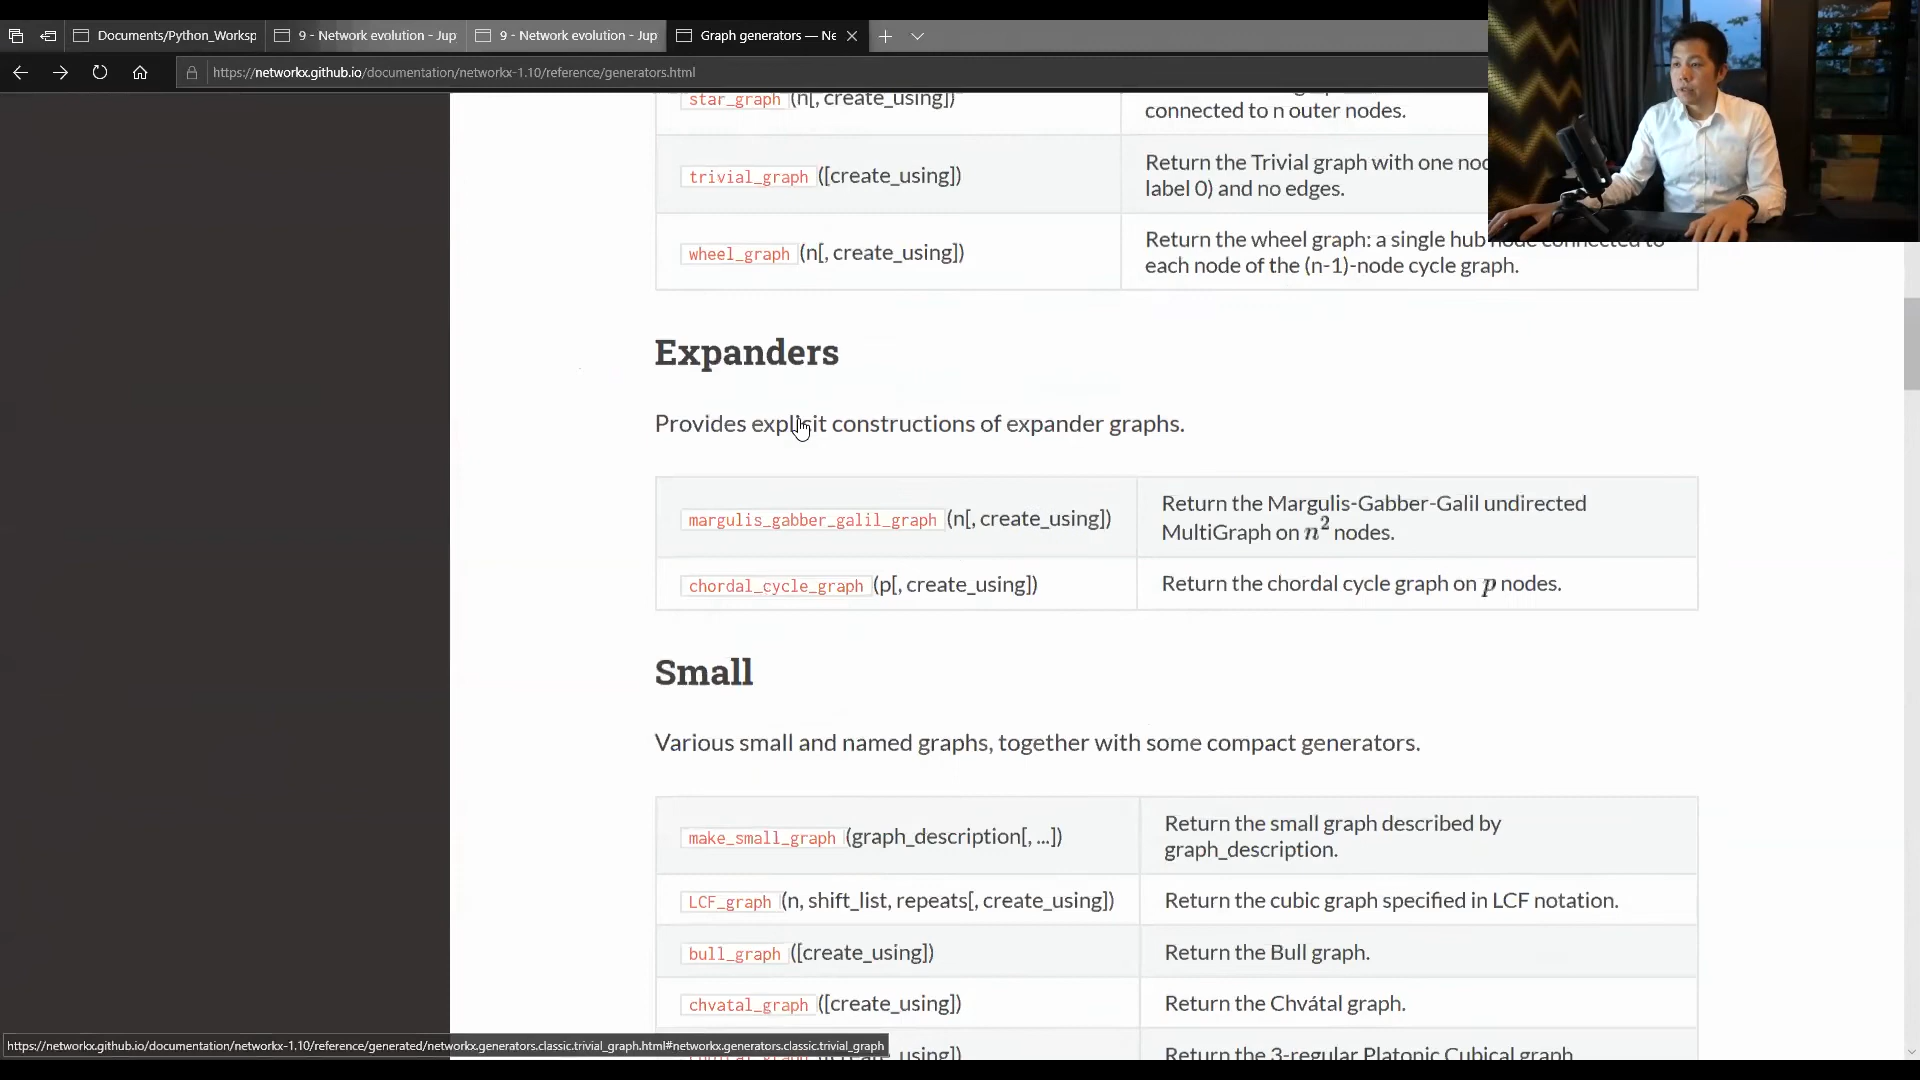 Documents/Python_Worksp
9 - Network evolution - Jup
9 - Network evolution - Jup
Graph generators — Ne
https://networkx.github.io/documentation/networkx-1.10/reference/generators.html
star_graph (n[, create_using])
connected to n outer nodes.
trivial_graph ([create_using])
Return the Trivial graph with one
label 0) and no edges.
wheel_graph (n[, create_using])
Return the wheel graph: a single hub node connected to
each node of the (n-1)-node cycle graph.
Expanders
Provides explicit constructions of expander graphs.
margulis_gabber_galil_graph (n[, create_using])
Return the Margulis-Gabber-Galil undirected
MultiGraph on n² nodes.
chordal_cycle_graph (p[, create_using])
Return the chordal cycle graph on p nodes.
Small
Various small and named graphs, together with some compact generators.
make_small_graph (graph_description[, ...])
Return the small graph described by
graph_description.
LCF_graph (n, shift_list, repeats[, create_using])
Return the cubic graph specified in LCF notation.
bull_graph ([create_using])
Return the Bull graph.
chvatal_graph ([create_using])
Return the Chvátal graph.
Return the 3-regular Platonic Cubical graph
https://networkx.github.io/documentation/networkx-1.10/reference/generated/networkx.generators.classic.trivial_graph.html#networkx.generators.classic.trivial_graph